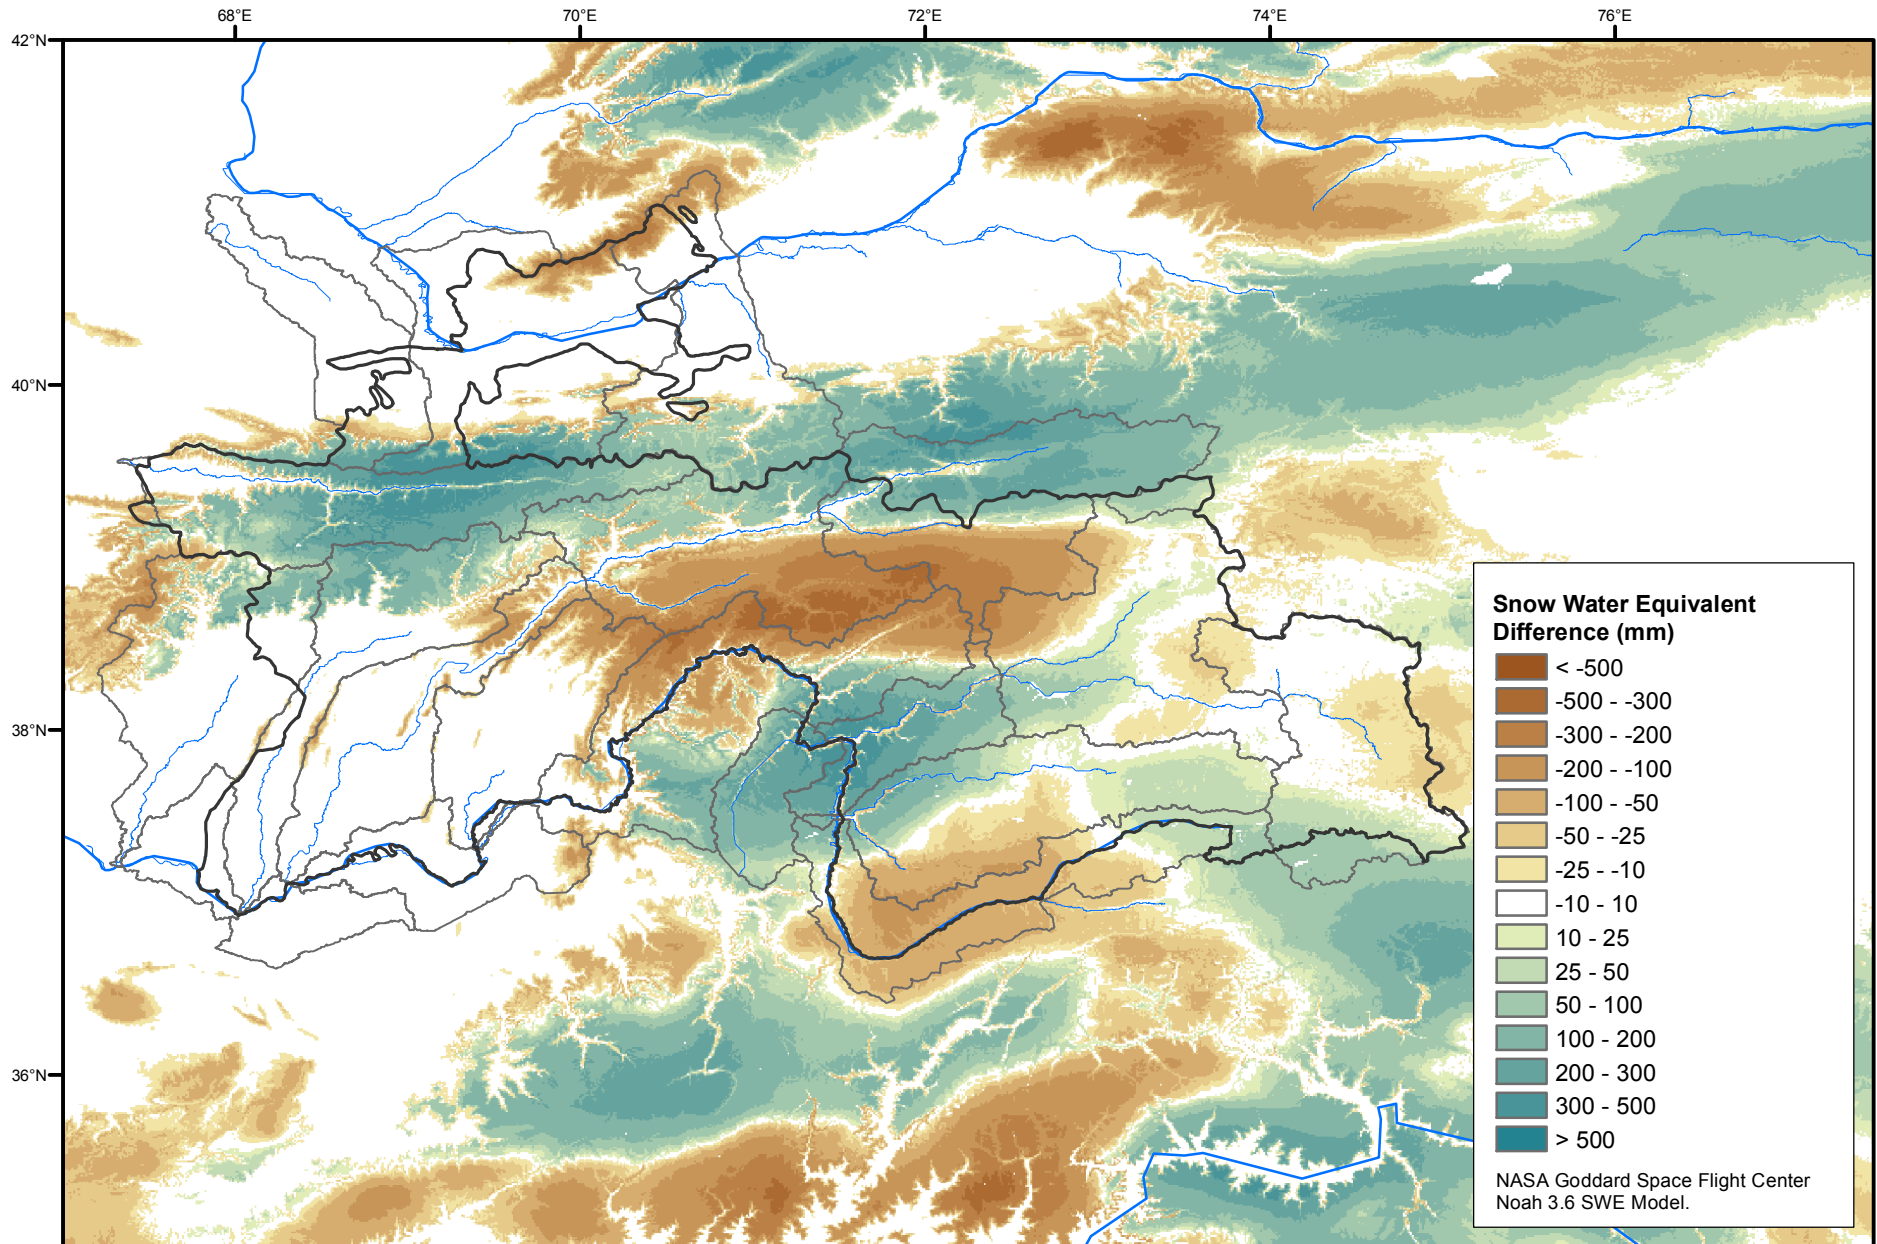 68°E 70°E 72°E 74°E 76°E
42°N
40°N
38°N
36°N
Snow Water Equivalent
Difference (mm)
< -500
-500 - -300
-300 - -200
-200 - -100
-100 - -50
-50 - -25
-25 - -10
-10 - 10
10 - 25
25 - 50
50 - 100
100 - 200
200 - 300
300 - 500
> 500
NASA Goddard Space Flight Center
Noah 3.6 SWE Model.